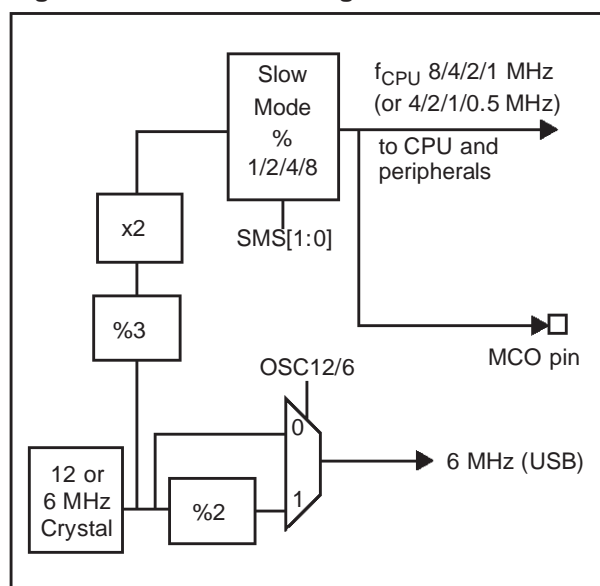 Slow
Mode
%
1/2/4/8
fCPU 8/4/2/1 MHz
(or 4/2/1/0.5 MHz)
to CPU and
peripherals
x2
SMS[1:0]
%3
MCO pin
OSC12/6
0
12 or
6 MHz
Crystal
%2
1
6 MHz (USB)